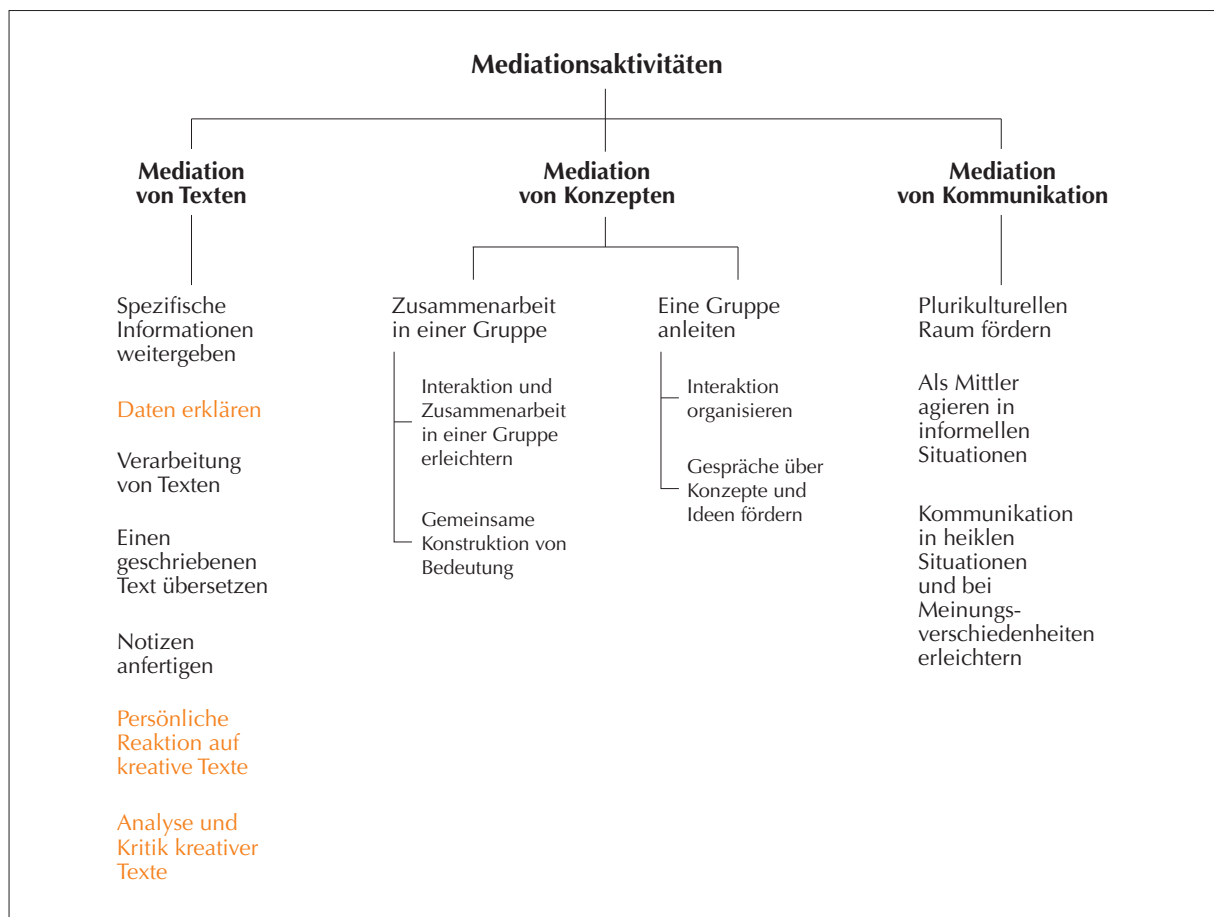 Mediationsaktivitäten
Mediation
von Texten
Spezifische
Informationen
weitergeben
Daten erklären
Verarbeitung
von Texten
Einen
geschriebenen
Text übersetzen
Notizen
anfertigen
Persönliche
Reaktion auf
kreative Texte
Analyse und
Kritik kreativer
Texte
Mediation
von Konzepten
Zusammenarbeit
in einer Gruppe
Interaktion und
Zusammenarbeit
in einer Gruppe
erleichtern
Gemeinsame
Konstruktion von
Bedeutung
Eine Gruppe
anleiten
Interaktion
organisieren
Gespräche über
Konzepte und
Ideen fördern
Mediation
von Kommunikation
Plurikulturellen
Raum fördern
Als Mittler
agieren in
informellen
Situationen
Kommunikation
in heiklen
Situationen
und bei
Meinungs-
verschiedenheiten
erleichtern